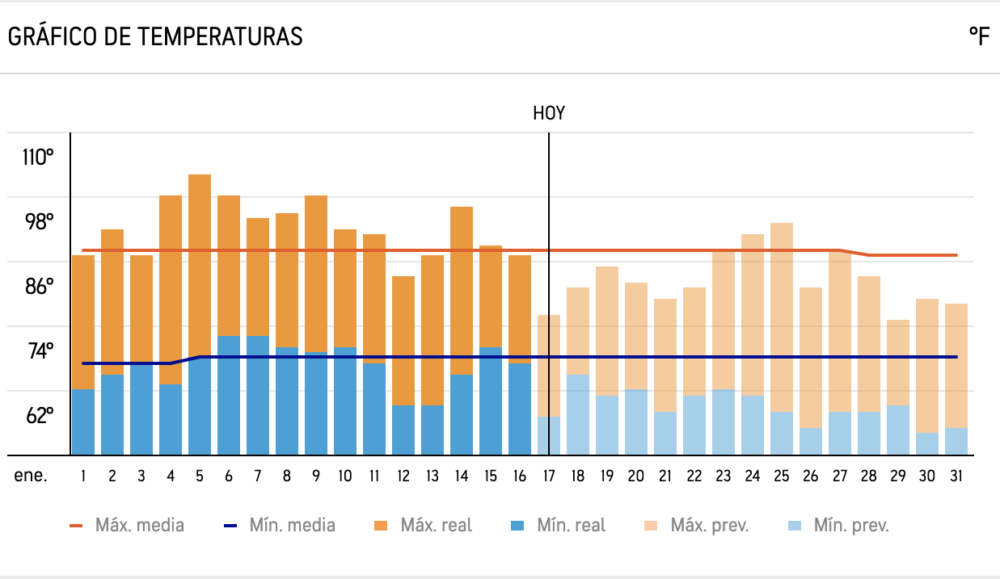 GRÁFICO DE TEMPERATURAS °F
HOY
110°
98°
86°
74°
62°
ene. 1 2 3 4 5 6 7 8 9 10 11 12 13 14 15 16 17 18 19 20 21 22 23 24 25 26 27 28 29 30 31
Máx. media Mín. media Máx. real Mín. real Máx. prev. Mín. prev.